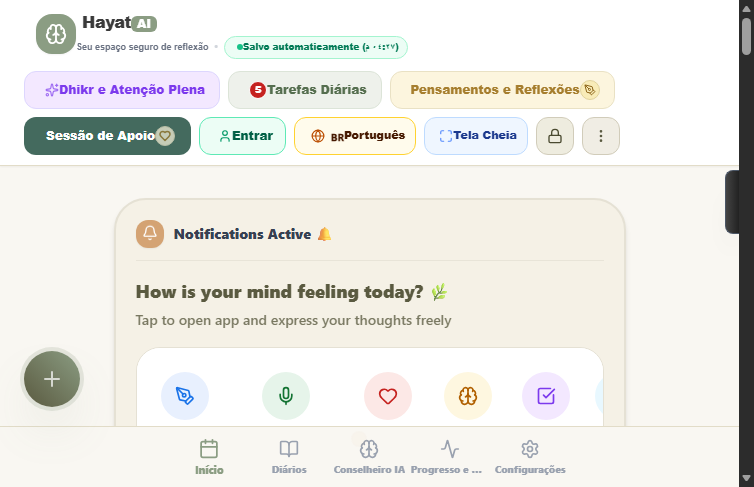 Hayat AI
Seu espaço seguro de reflexão • Salvo automaticamente (٠٤:٢٧ م)
Dhikr e Atenção Plena
5 Tarefas Diárias
Pensamentos e Reflexões
Sessão de Apoio
Entrar
BR Português
Tela Cheia
Notifications Active 🔔
How is your mind feeling today? 🌿
Tap to open app and express your thoughts freely
Início
Diários
Conselheiro IA
Progresso e ...
Configurações